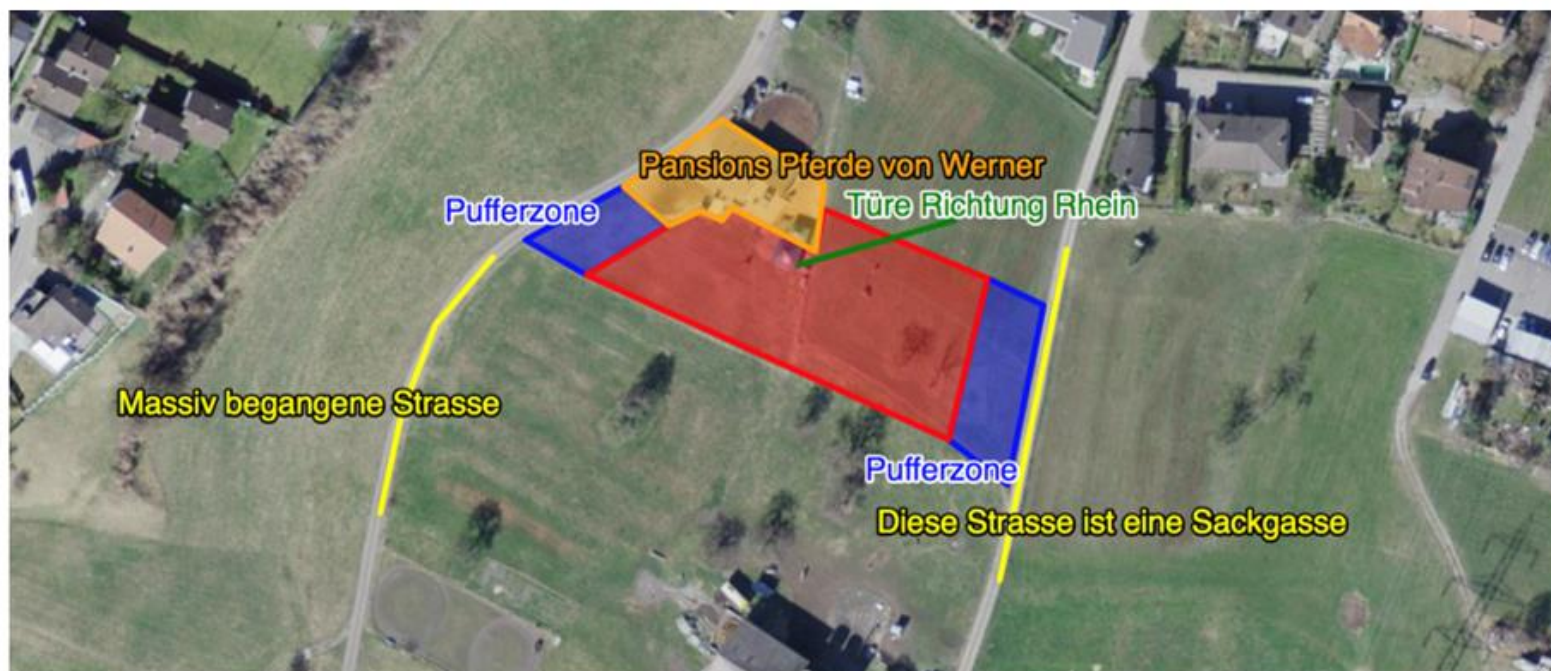 Pansions Pferde von Werner
Pufferzone
Türe Richtung Rhein
Massiv begangene Strasse
Pufferzone
Diese Strasse ist eine Sackgasse